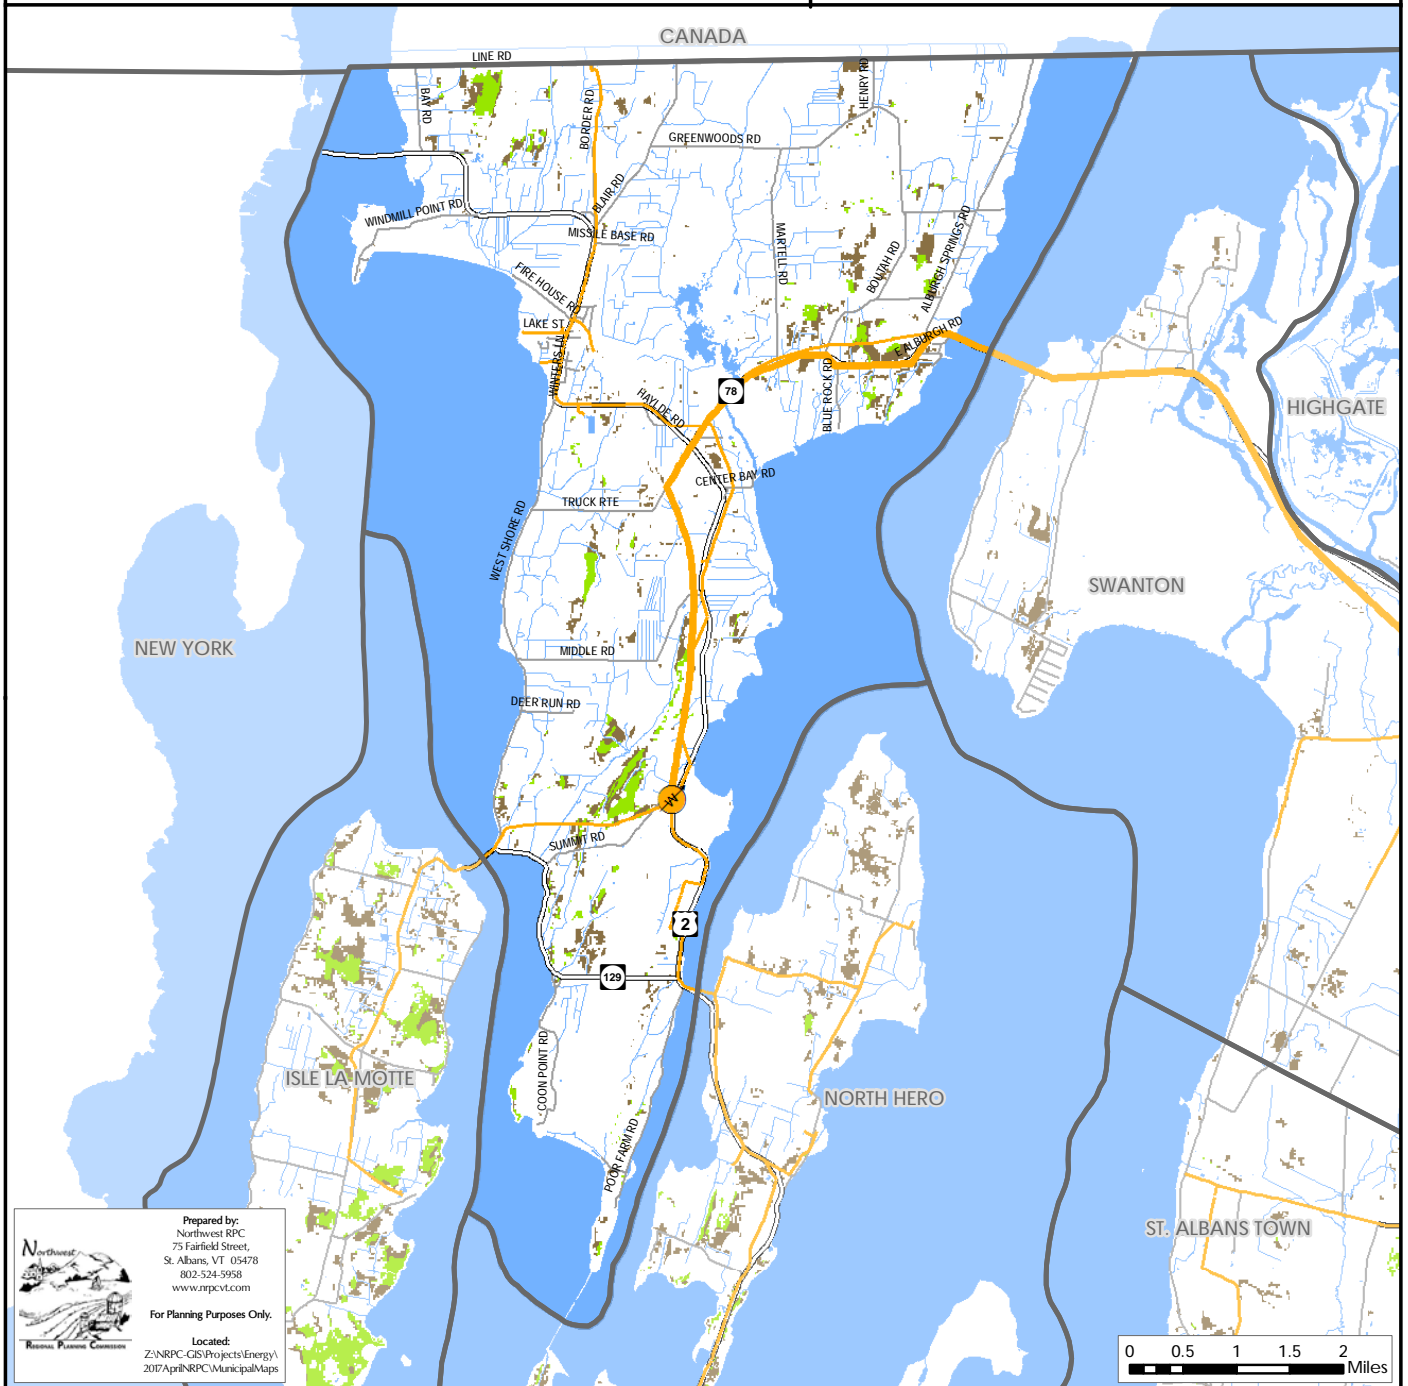 CANADA
LINE RD
BAY RD
BORDER RD
HENRY RD
GREENWOODS RD
BLAIR RD
WINDMILL POINT RD
MISSILE BASE RD
MARTELL RD
BOUTAH RD
ALBURGH SPRINGS RD
FIRE HOUSE RD
LAKE ST
WINTERS LN
E ALBURGH RD
BLUE ROCK RD
78
HAYLDE RD
HIGHGATE
CENTER BAY RD
TRUCK RTE
WEST SHORE RD
SWANTON
NEW YORK
MIDDLE RD
DEER RUN RD
W
SUMMIT RD
2
129
COON POINT RD
ISLE LA MOTTE
NORTH HERO
POOR FARM RD
ST. ALBANS TOWN
Northwest
REGIONAL PLANNING COMMISSION
Prepared by:
Northwest RPC
75 Fairfield Street,
St. Albans, VT 05478
802-524-5958
www.nrpcvt.com
For Planning Purposes Only.
Located:
Z:\NRPC-GIS\Projects\Energy\
2017AprilNRPC\MunicipalMaps
0 0.5 1 1.5 2
Miles